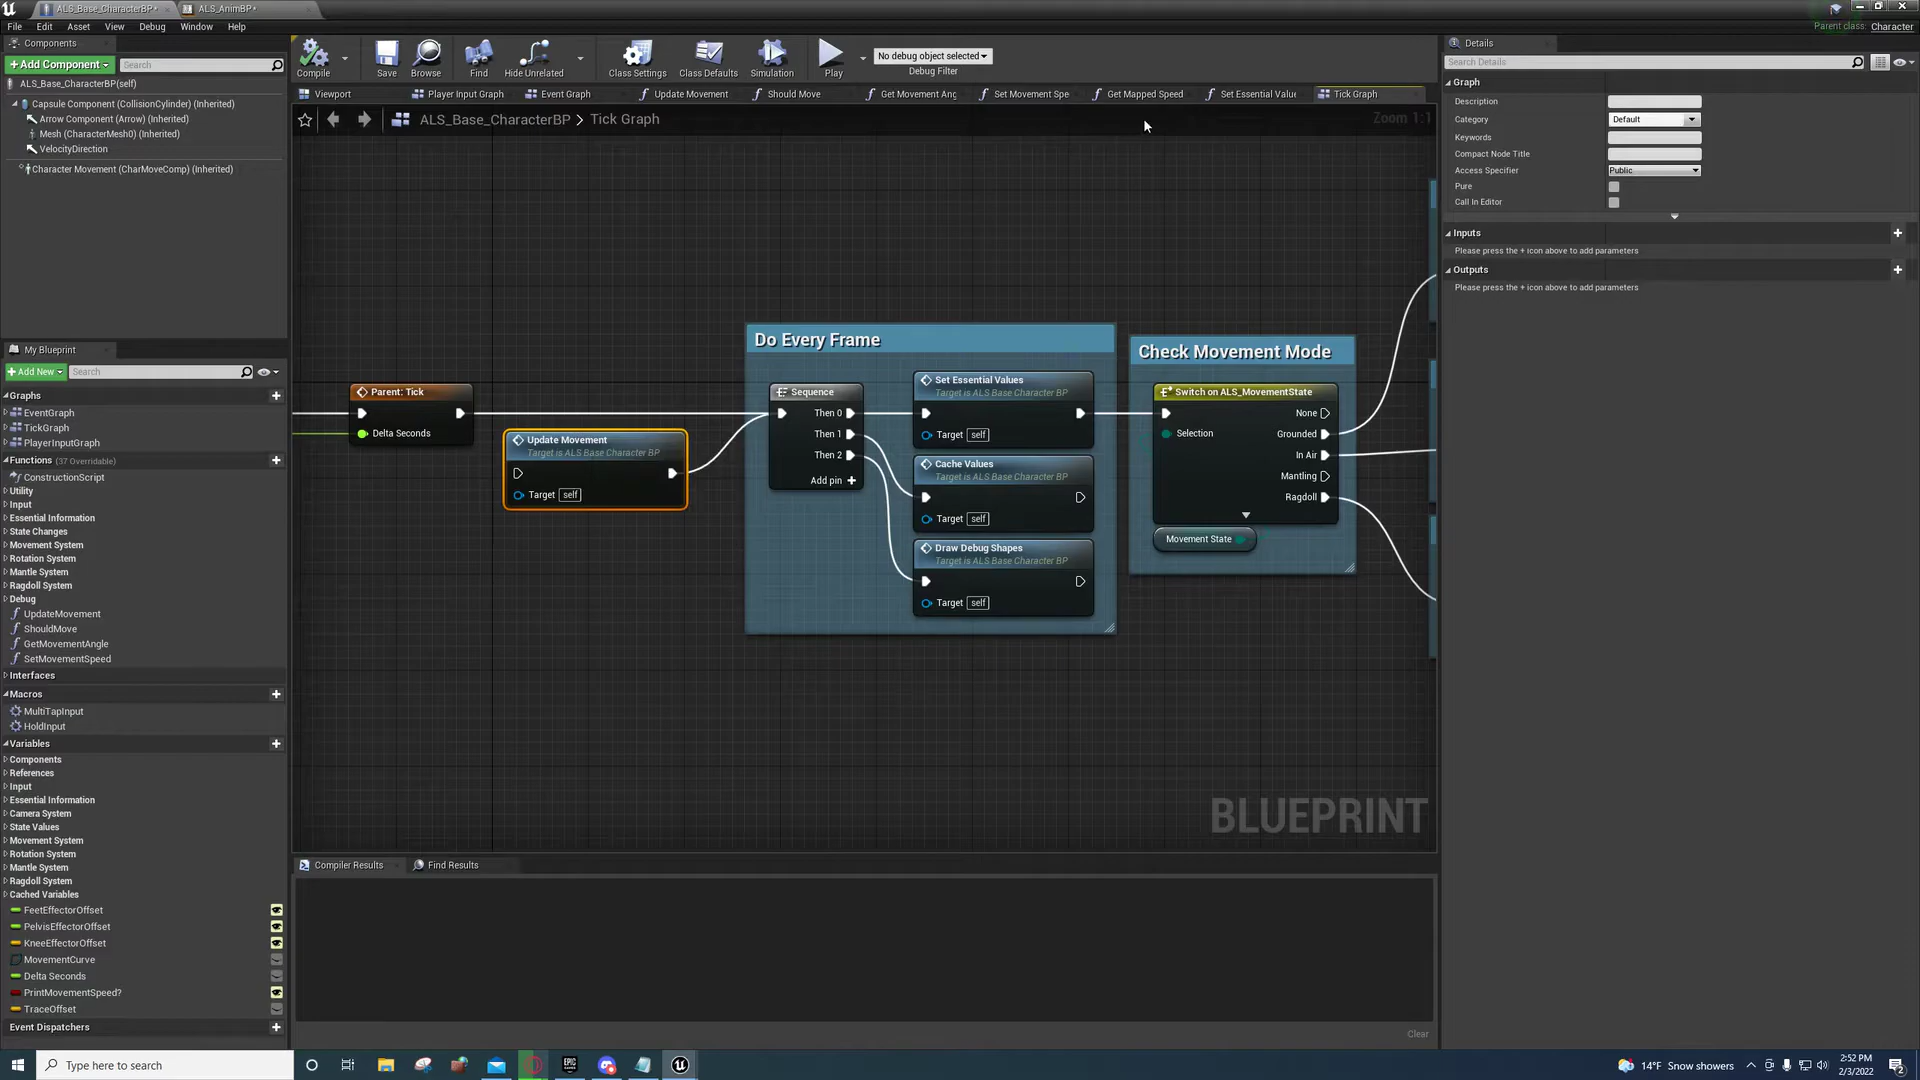 ALS_Base_CharacterBP*
ALS_AnimBP*
File Edit Asset View Debug Window Help
Parent class: Character
Components
Add Component
Search
ALS_Base_CharacterBP(self)
Capsule Component (CollisionCylinder) (Inherited)
Arrow Component (Arrow) (Inherited)
Mesh (CharacterMesh0) (Inherited)
VelocityDirection
Character Movement (CharMoveComp) (Inherited)
Compile
Save
Browse
Find
Hide Unrelated
Class Settings
Class Defaults
Simulation
Play
No debug object selected
Debug Filter
Viewport
Player Input Graph
Event Graph
Update Movement
Should Move
Get Movement Ang
Set Movement Spe
Get Mapped Speed
Set Essential Value
Tick Graph
ALS_Base_CharacterBP > Tick Graph
Zoom 1:1
My Blueprint
Add New
Search
Graphs
EventGraph
TickGraph
PlayerInputGraph
Functions (37 Overridable)
ConstructionScript
Utility
Input
Essential Information
State Changes
Movement System
Rotation System
Mantle System
Ragdoll System
Debug
UpdateMovement
ShouldMove
GetMovementAngle
SetMovementSpeed
Interfaces
Macros
MultiTapInput
HoldInput
Variables
Components
References
Input
Essential Information
Camera System
State Values
Movement System
Rotation System
Mantle System
Ragdoll System
Cached Variables
FeetEffectorOffset
PelvisEffectorOffset
KneeEffectorOffset
MovementCurve
Delta Seconds
PrintMovementSpeed?
TraceOffset
Event Dispatchers
Parent: Tick
Delta Seconds
Update Movement
Target is ALS Base Character BP
Target self
Do Every Frame
Sequence
Then 0
Then 1
Then 2
Add pin
Set Essential Values
Target is ALS Base Character BP
Target self
Cache Values
Target is ALS Base Character BP
Target self
Draw Debug Shapes
Target is ALS Base Character BP
Target self
Check Movement Mode
Switch on ALS_MovementState
None
Selection
Grounded
In Air
Mantling
Ragdoll
Movement State
BLUEPRINT
Compiler Results
Find Results
Clear
Details
Search Details
Graph
Description
Category Default
Keywords
Compact Node Title
Access Specifier Public
Pure
Call In Editor
Inputs
Please press the + icon above to add parameters
Outputs
Please press the + icon above to add parameters
Type here to search
EPIC
14°F Snow showers
2:52 PM
2/3/2022
2